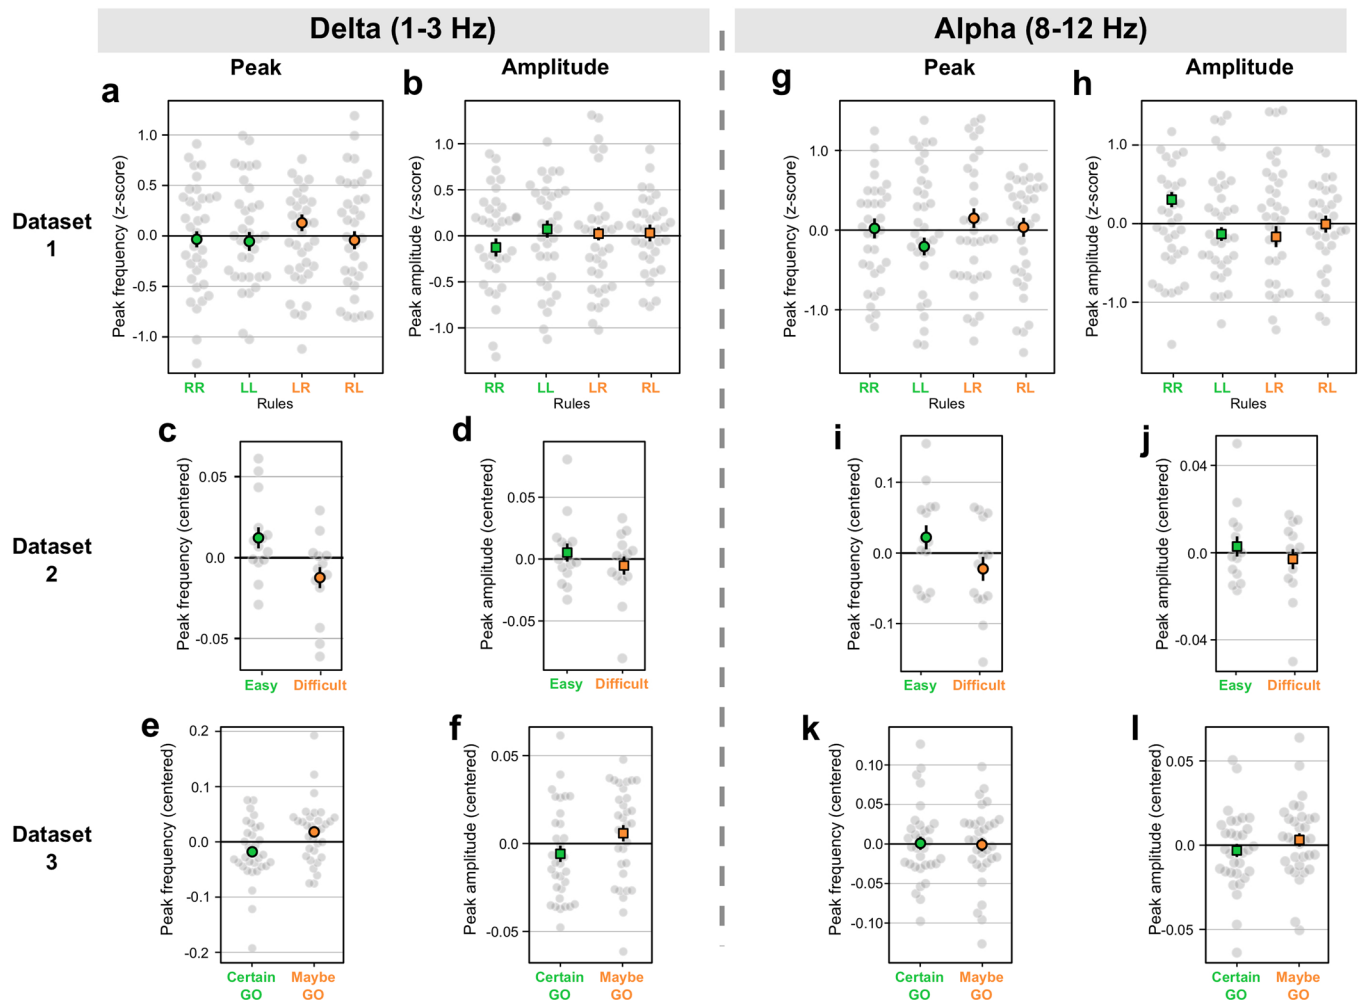 Delta (1-3 Hz)
Alpha (8-12 Hz)
Peak
Amplitude
Peak
Amplitude
Dataset
1
a
Peak frequency (z-score)
1.0
0.5
0.0
-0.5
-1.0
RR LL LR RL
Rules
b
Peak amplitude (z-score)
1.0
0.5
0.0
-0.5
-1.0
RR LL LR RL
Rules
g
Peak frequency (z-score)
1.0
0.0
-1.0
RR LL LR RL
Rules
h
Peak amplitude (z-score)
1.0
0.0
-1.0
RR LL LR RL
Rules
Dataset
2
c
Peak frequency (centered)
0.05
0.0
-0.05
Easy Difficult
d
Peak amplitude (centered)
0.05
0.0
-0.05
Easy Difficult
i
Peak frequency (centered)
0.1
0.0
-0.1
Easy Difficult
j
Peak amplitude (centered)
0.04
0.0
-0.04
Easy Difficult
Dataset
3
e
Peak frequency (centered)
0.2
0.1
0.0
-0.1
-0.2
Certain Maybe
GO GO
f
Peak amplitude (centered)
0.05
0.0
-0.05
Certain Maybe
GO GO
k
Peak frequency (centered)
0.10
0.05
0.0
-0.05
-0.10
Certain Maybe
GO GO
l
Peak amplitude (centered)
0.05
0.0
-0.05
Certain Maybe
GO GO